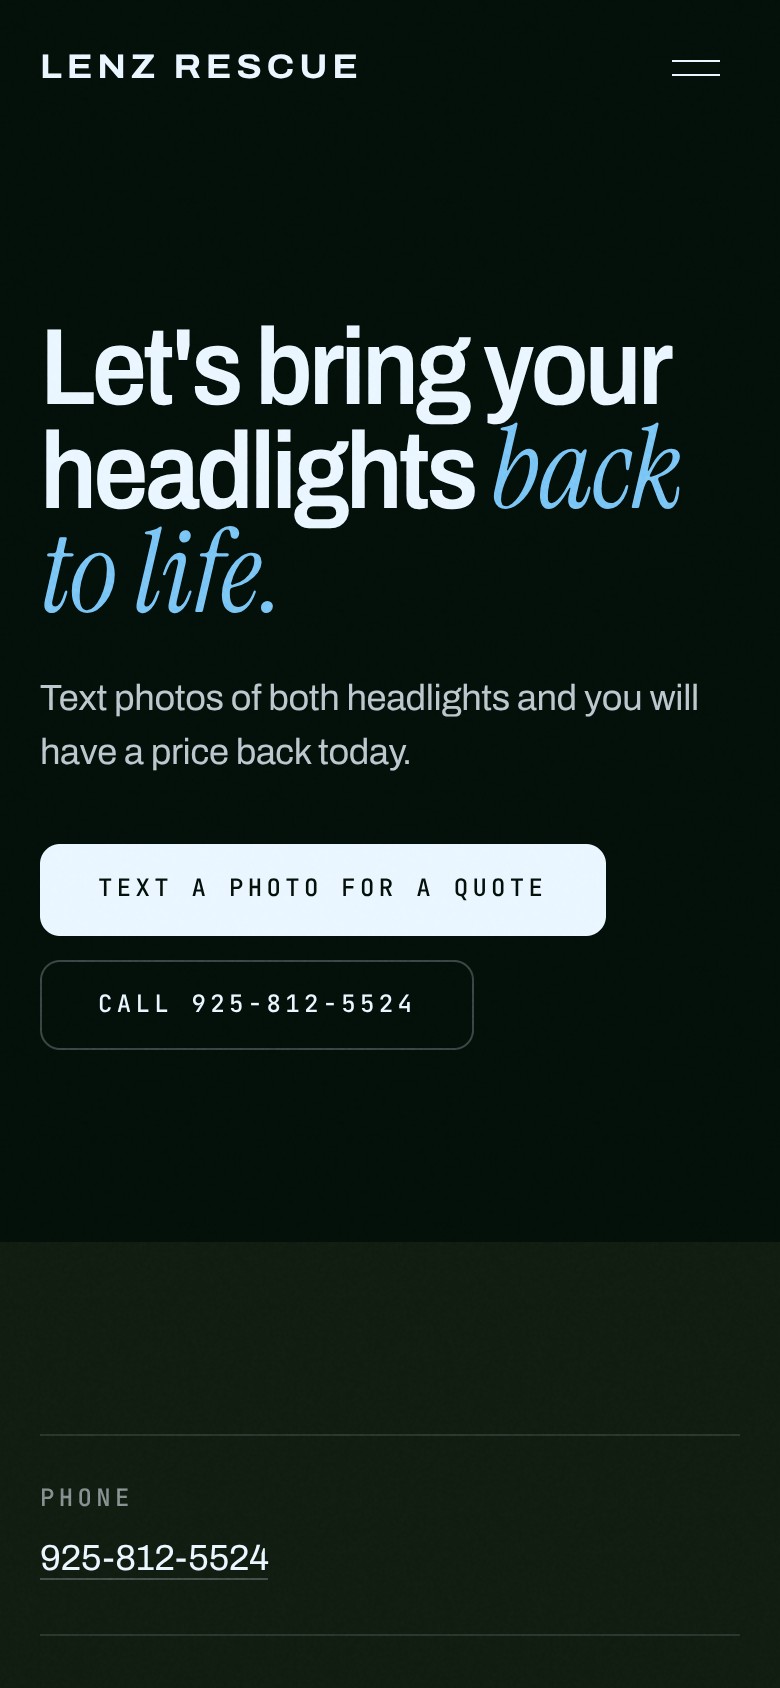 LENZ RESCUE
Let's bring your
headlights back
to life.
Text photos of both headlights and you will
have a price back today.
TEXT A PHOTO FOR A QUOTE
CALL 925-812-5524
PHONE
925-812-5524